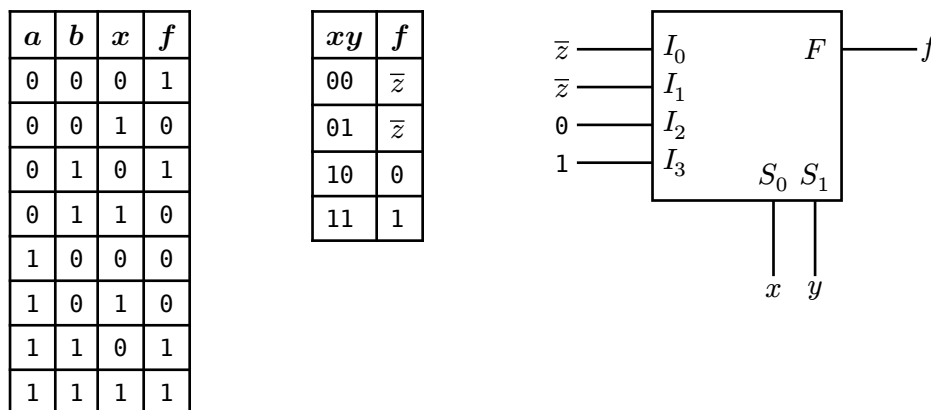 a b x f
0 0 0 1
0 0 1 0
0 1 0 1
0 1 1 0
1 0 0 0
1 0 1 0
1 1 0 1
1 1 1 1
xy f
00 z̅
01 z̅
10 0
11 1
z̅ I₀ F f
z̅ I₁
0 I₂
1 I₃
S₀ S₁
x y